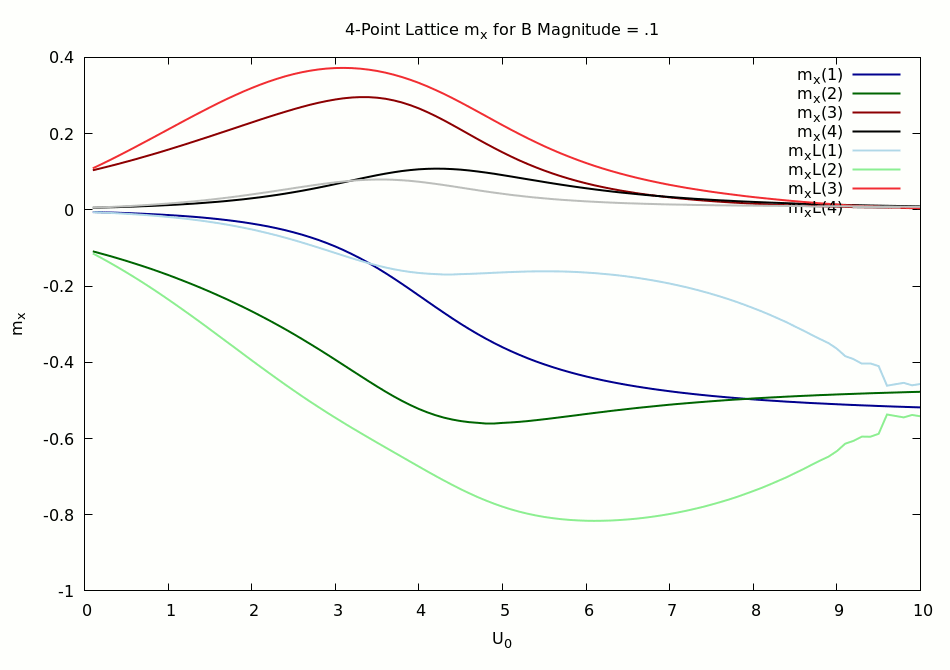 4-Point Lattice mx for B Magnitude = .1
0.4
0.2
0
-0.2
-0.4
-0.6
-0.8
-1
mx
mx(1)
mx(2)
mx(3)
mx(4)
mxL(1)
mxL(2)
mxL(3)
mxL(4)
0 1 2 3 4 5 6 7 8 9 10
U0